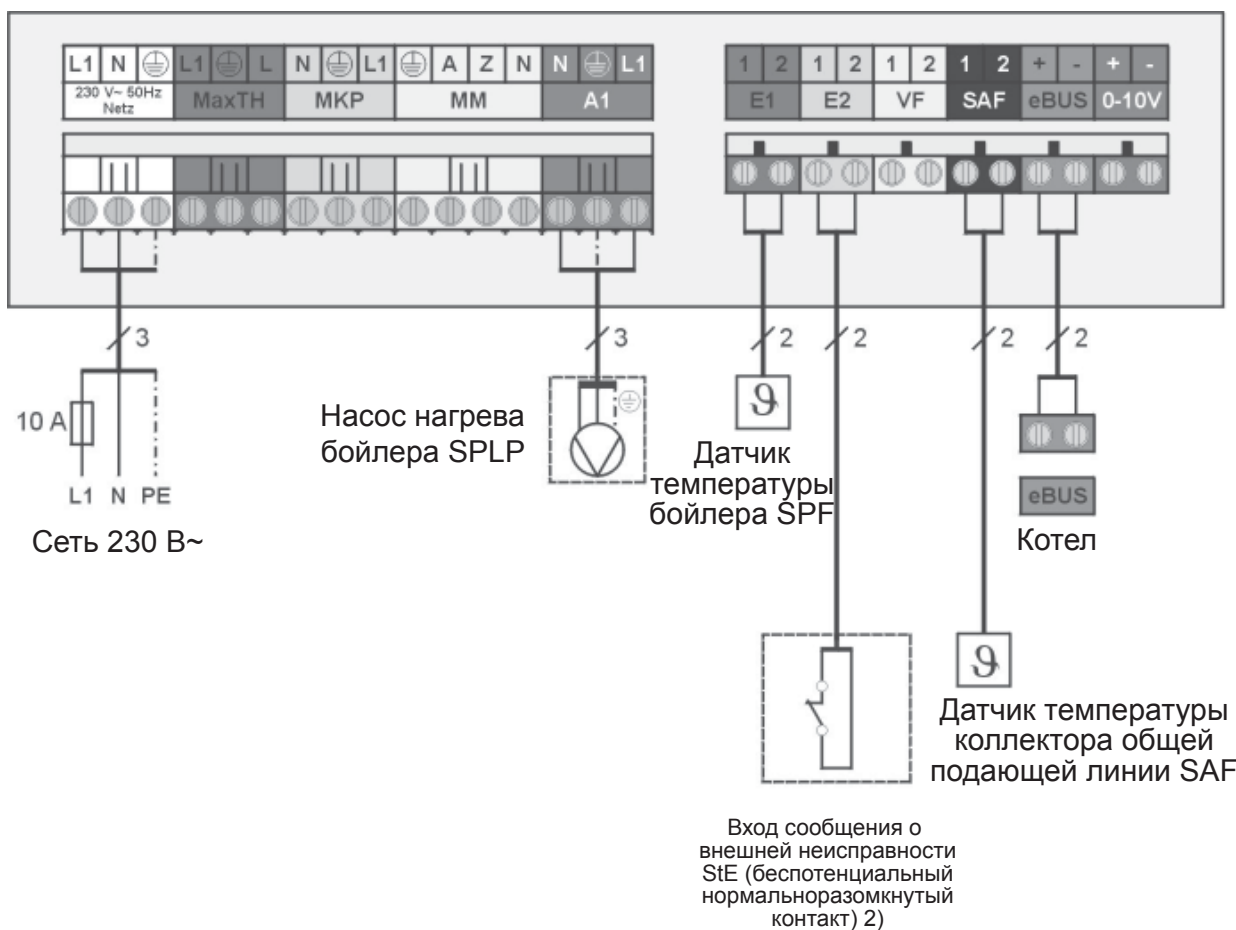 L1 N L1 L N L1 A Z N N L1
230 V~ 50Hz
Netz
MaxTH MKP MM A1
1 2 1 2 1 2 1 2 + - + -
E1 E2 VF SAF eBUS 0-10V
3 3 2 2 2 2
10 A
L1 N PE
Сеть 230 В~
Насос нагрева
бойлера SPLP
ϑ
Датчик
температуры
бойлера SPF
eBUS
Котел
ϑ
Датчик температуры
коллектора общей
подающей линии SAF
Вход сообщения о
внешней неисправности
StE (беспотенциальный
нормальноразомкнутый
контакт) 2)